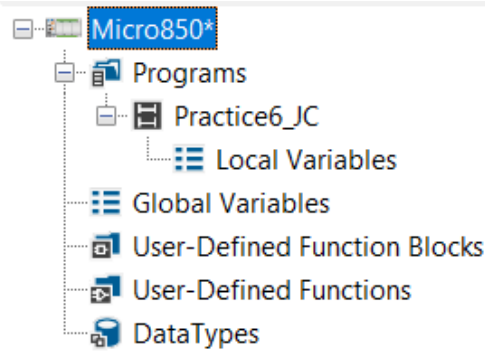 Micro850*
Programs
Practice6_JC
Local Variables
Global Variables
User-Defined Function Blocks
User-Defined Functions
DataTypes